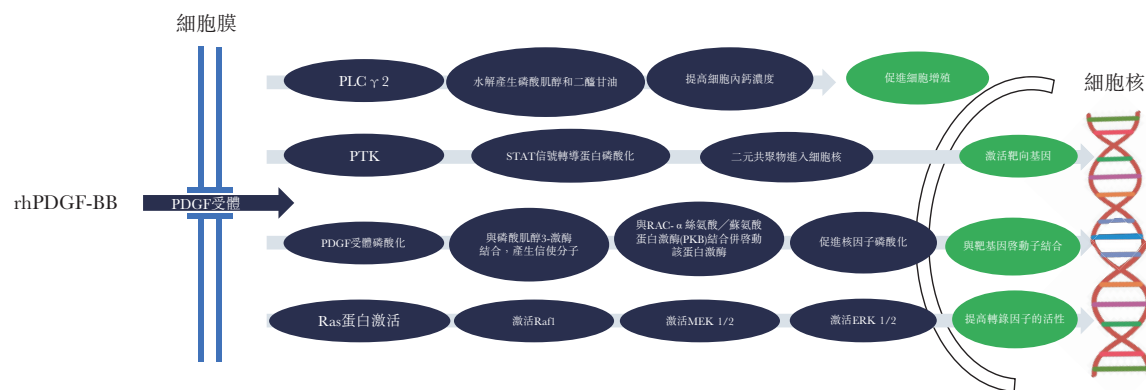 細胞膜
細胞核
PLCγ2
水解產生磷酸肌醇和二醯甘油
提高細胞內鈣濃度
促進細胞增殖
PTK
STAT信號轉導蛋白磷酸化
二元共聚物進入細胞核
激活靶向基因
rhPDGF-BB
PDGF受體
PDGF受體磷酸化
與磷酸肌醇3-激酶
結合，產生信使分子
與RAC-α絲氨酸／蘇氨酸
蛋白激酶(PKB)結合併啓動
該蛋白激酶
促進核因子磷酸化
與靶基因啓動子結合
Ras蛋白激活
激活Raf1
激活MEK 1/2
激活ERK 1/2
提高轉錄因子的活性